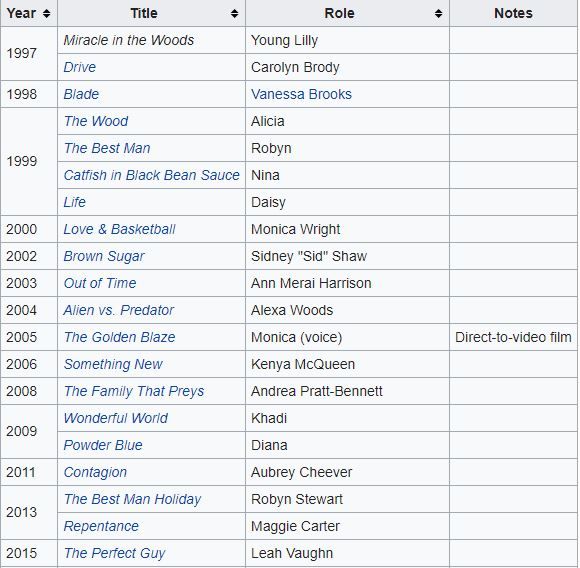 Year Title Role Notes
1997 Miracle in the Woods Young Lilly
Drive Carolyn Brody
1998 Blade Vanessa Brooks
1999 The Wood Alicia
The Best Man Robyn
Catfish in Black Bean Sauce Nina
Life Daisy
2000 Love & Basketball Monica Wright
2002 Brown Sugar Sidney "Sid" Shaw
2003 Out of Time Ann Merai Harrison
2004 Alien vs. Predator Alexa Woods
2005 The Golden Blaze Monica (voice) Direct-to-video film
2006 Something New Kenya McQueen
2008 The Family That Preys Andrea Pratt-Bennett
2009 Wonderful World Khadi
Powder Blue Diana
2011 Contagion Aubrey Cheever
2013 The Best Man Holiday Robyn Stewart
Repentance Maggie Carter
2015 The Perfect Guy Leah Vaughn